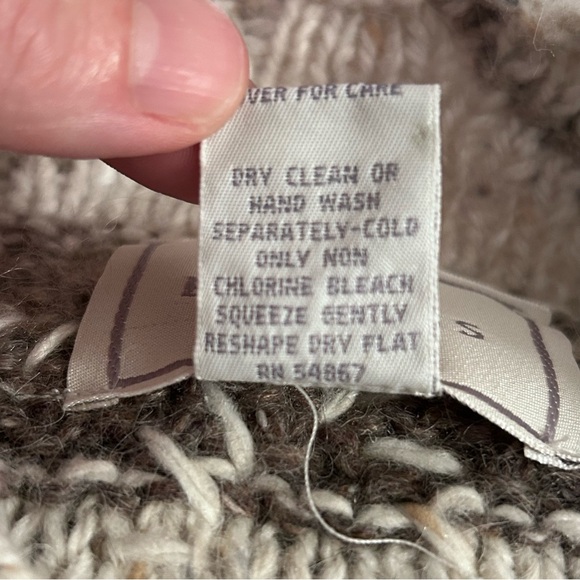 VER FOR CARE
DRY CLEAN OR
HAND WASH
SEPARATELY-COLD
ONLY NON
CHLORINE BLEACH
SQUEEZE GENTLY
RESHAPE DRY FLAT
RN 54867
S